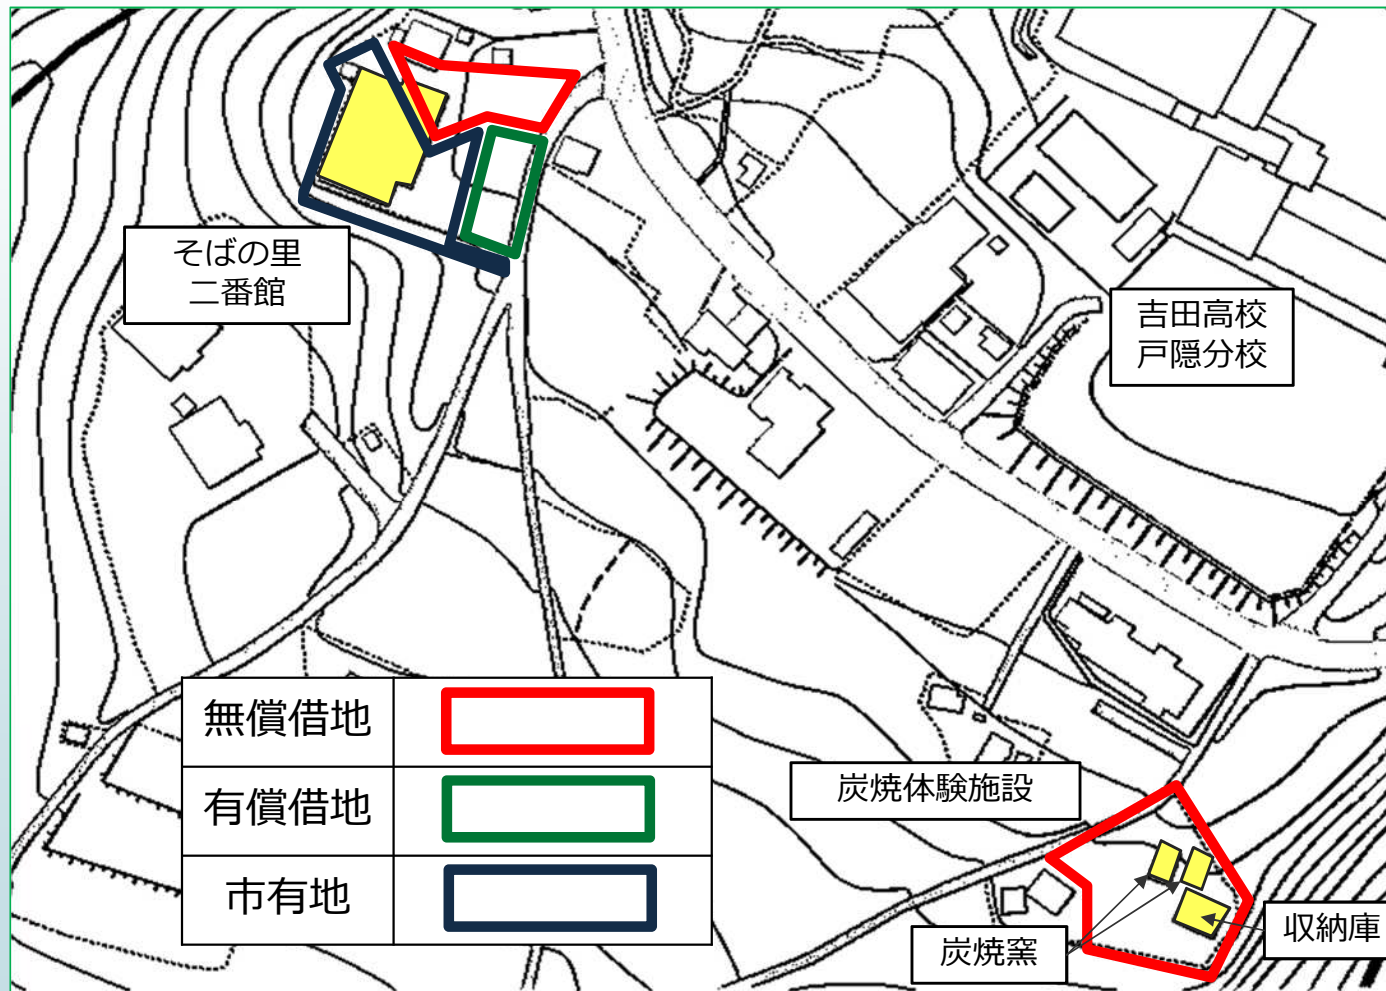 そばの里
二番館
吉田高校
戸隠分校
無償借地
有償借地
市有地
炭焼体験施設
炭焼窯
収納庫